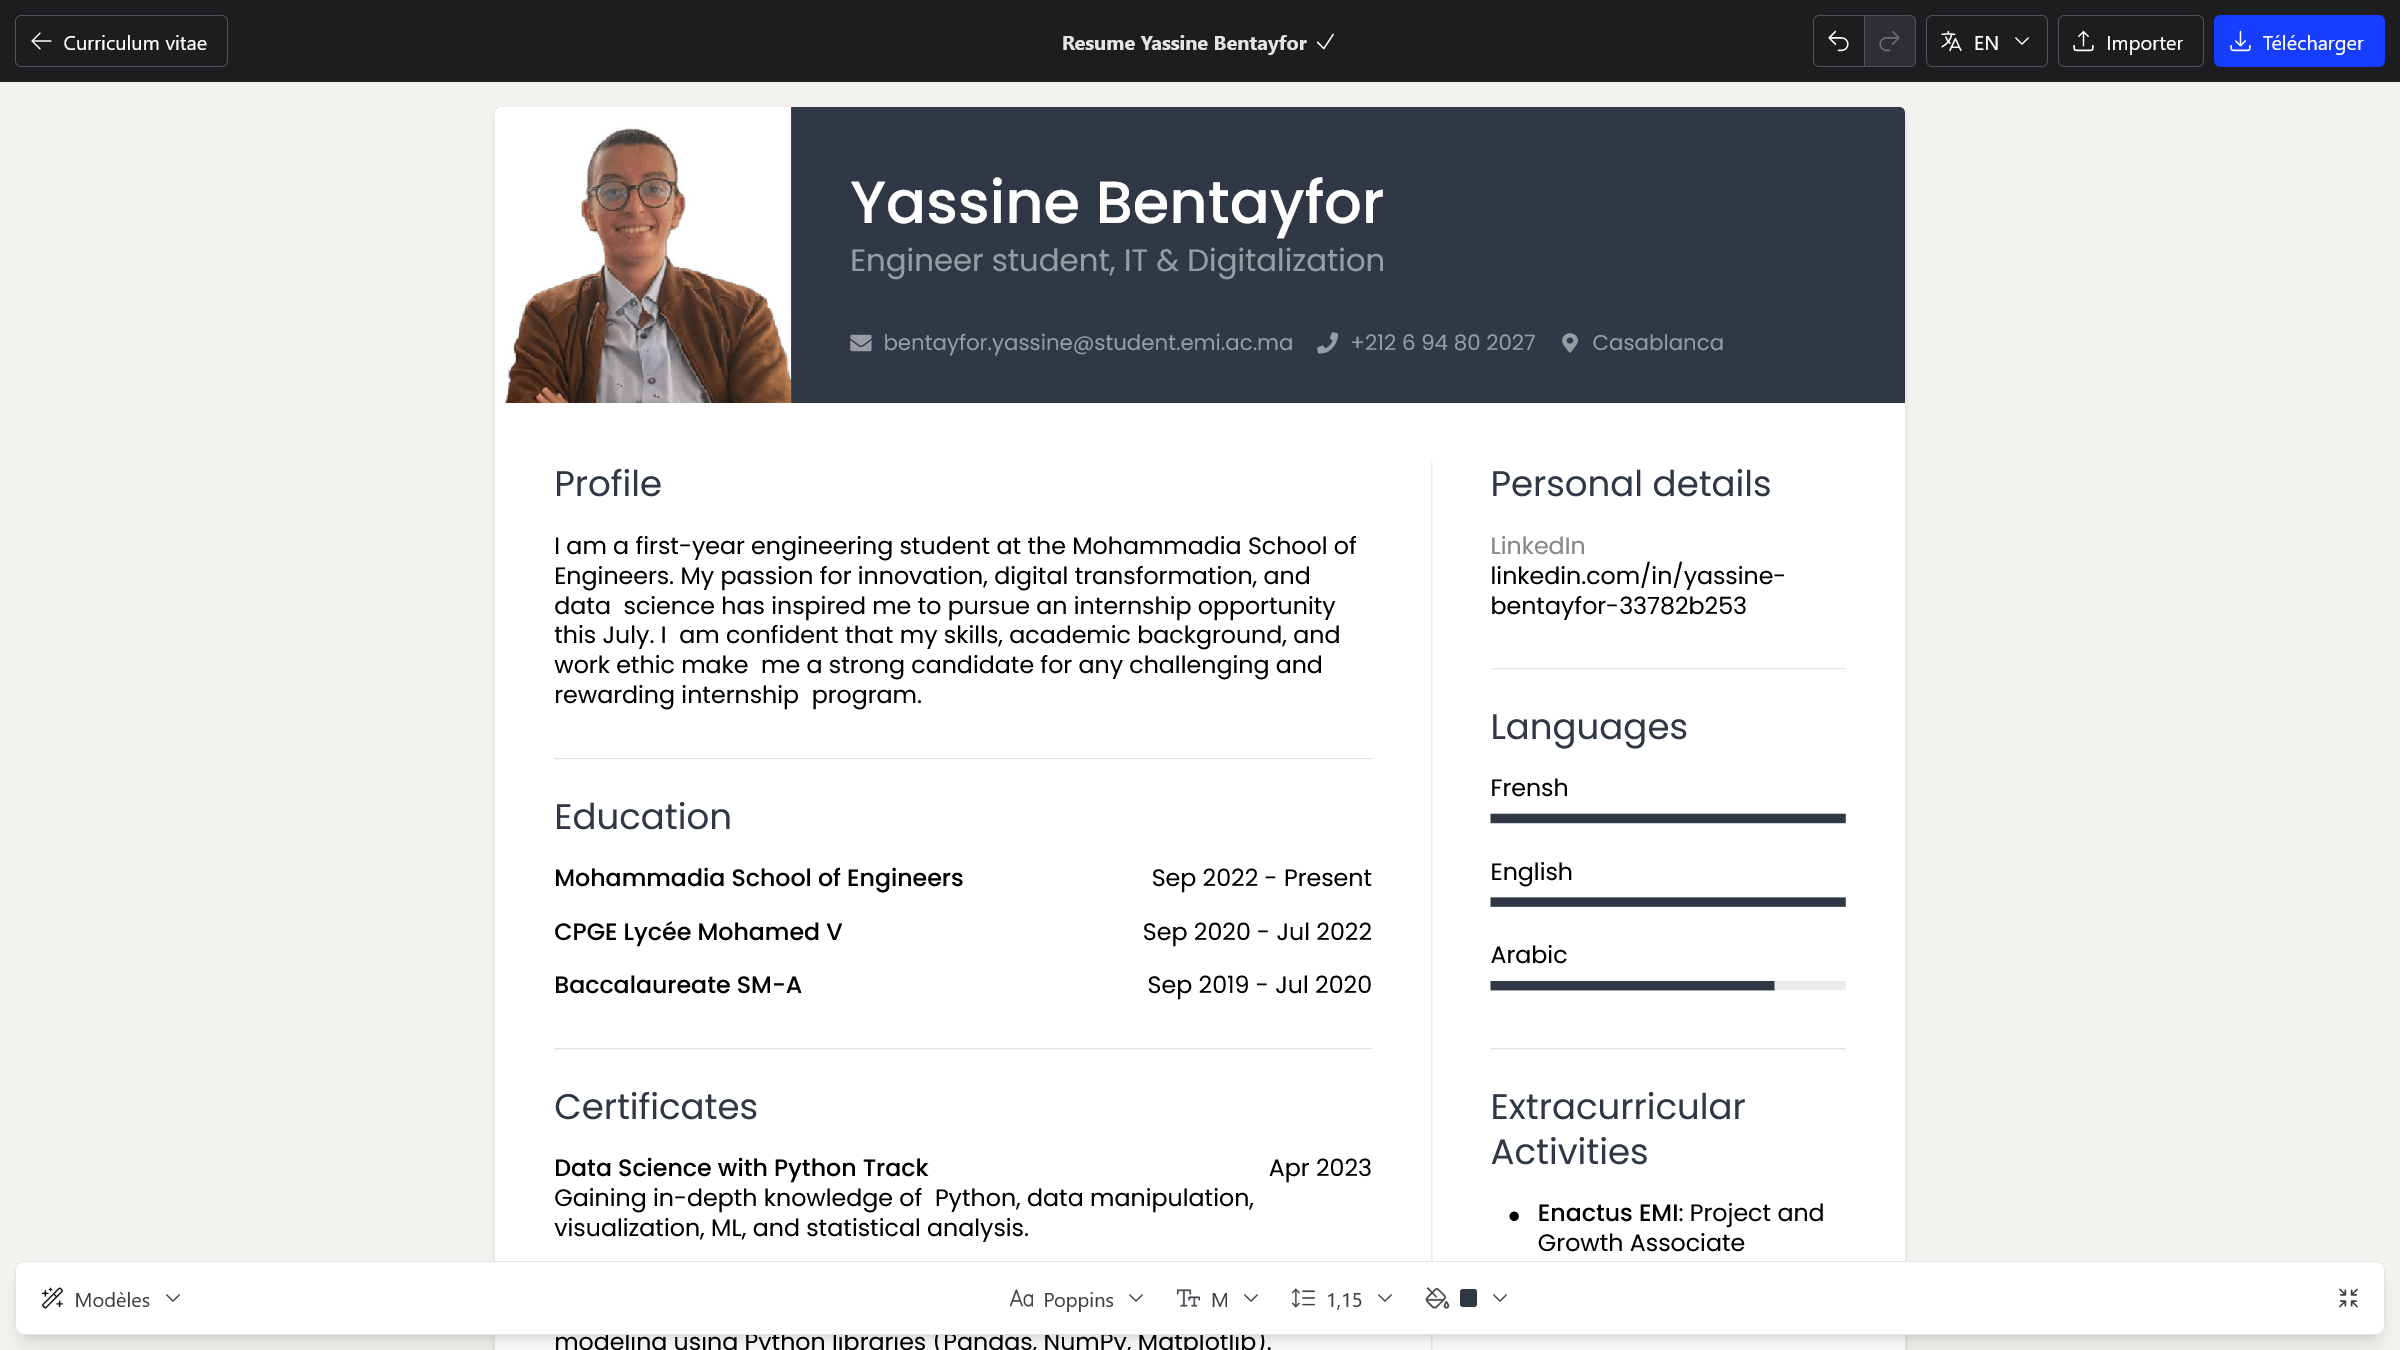 Curriculum vitae
Resume Yassine Bentayfor
EN
Importer
Télécharger
Yassine Bentayfor
Engineer student, IT & Digitalization
bentayfor.yassine@student.emi.ac.ma +212 6 94 80 2027 Casablanca
Profile
I am a first-year engineering student at the Mohammadia School of
Engineers. My passion for innovation, digital transformation, and
data  science has inspired me to pursue an internship opportunity
this July. I  am confident that my skills, academic background, and
work ethic make  me a strong candidate for any challenging and
rewarding internship  program.
Education
Mohammadia School of Engineers Sep 2022 - Present
CPGE Lycée Mohamed V Sep 2020 - Jul 2022
Baccalaureate SM-A Sep 2019 - Jul 2020
Certificates
Data Science with Python Track Apr 2023
Gaining in-depth knowledge of  Python, data manipulation,
visualization, ML, and statistical analysis.
modeling using Python libraries (Pandas, NumPy, Matplotlib).
Personal details
LinkedIn
linkedin.com/in/yassine-
bentayfor-33782b253
Languages
Frensh
English
Arabic
Extracurricular
Activities
• Enactus EMI: Project and
Growth Associate
Modèles
Aa Poppins
TT M
1,15